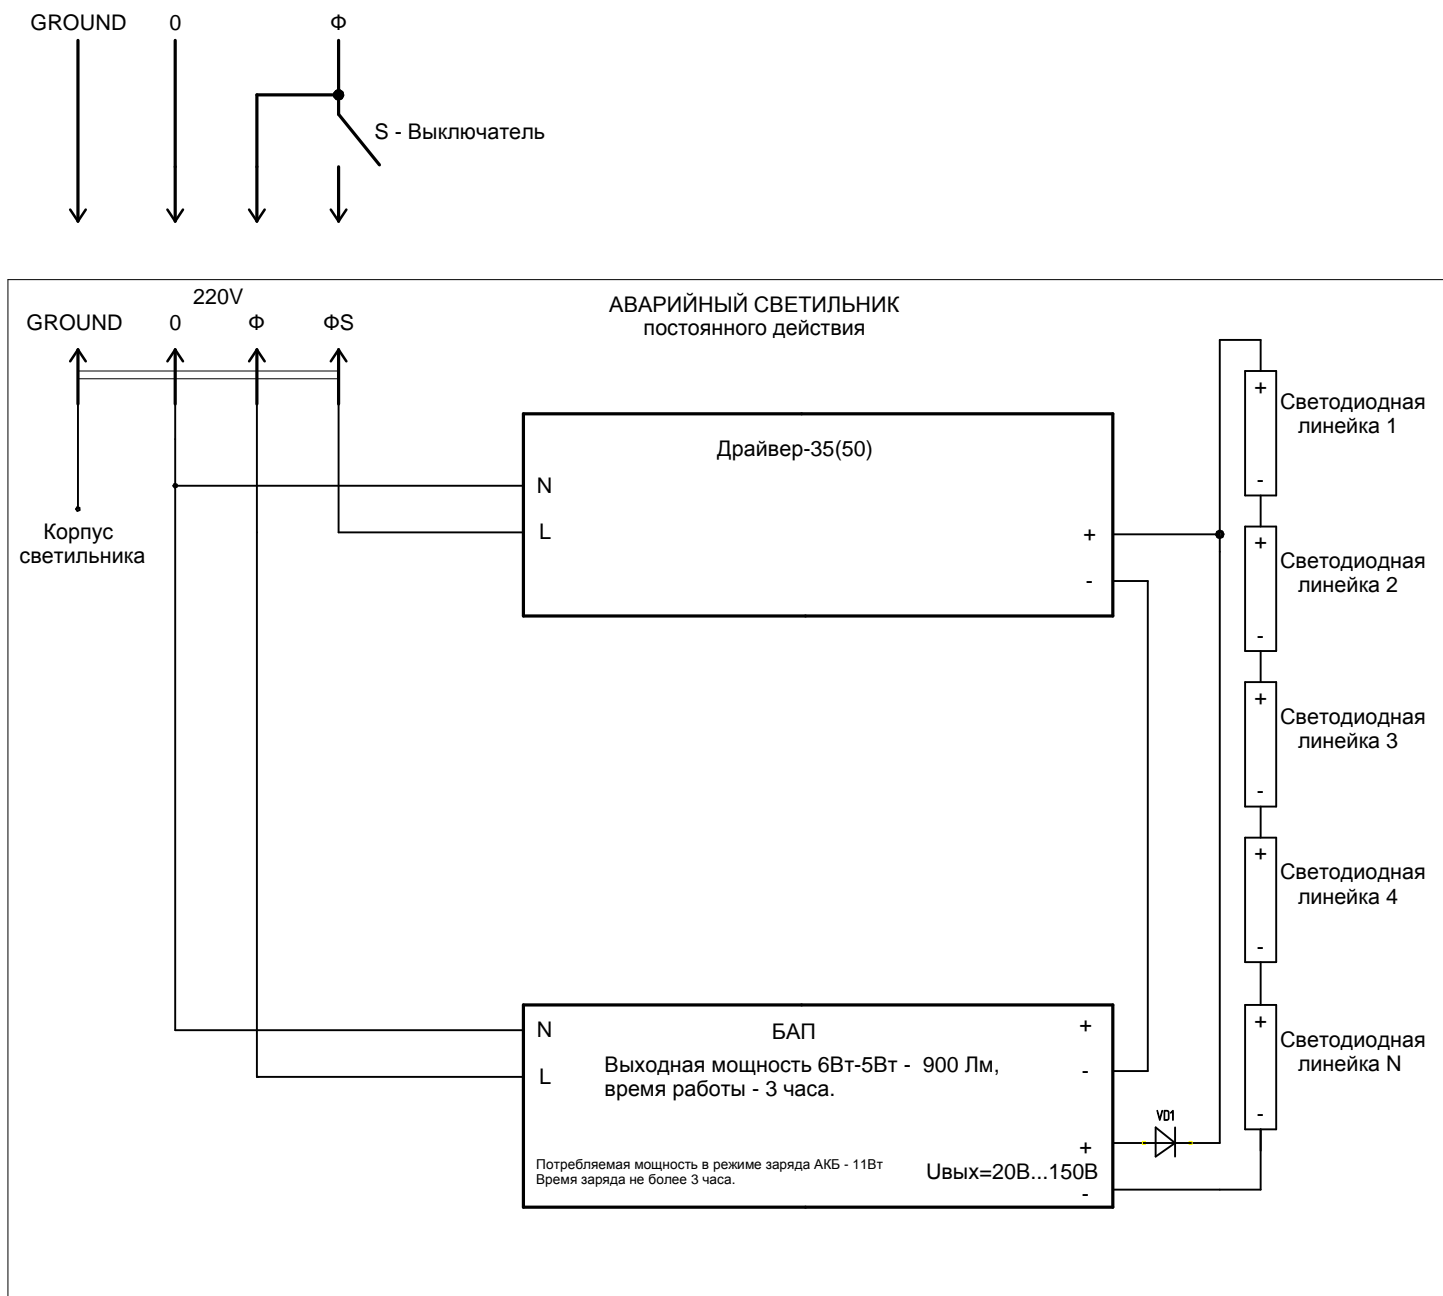 GROUND 0 Ф
S - Выключатель
220V
GROUND 0 Ф ФS
АВАРИЙНЫЙ СВЕТИЛЬНИК
постоянного действия
Корпус
светильника
Драйвер-35(50)
N
L
+
-
+
Светодиодная
линейка 1
-
+
Светодиодная
линейка 2
-
+
Светодиодная
линейка 3
-
+
Светодиодная
линейка 4
-
+
Светодиодная
линейка N
-
N
L
БАП
Выходная мощность 6Вт-5Вт - 900 Лм,
время работы - 3 часа.
+
-
VD1
Потребляемая мощность в режиме заряда АКБ - 11Вт
Время заряда не более 3 часа.
+
Uвых=20В...150В
-